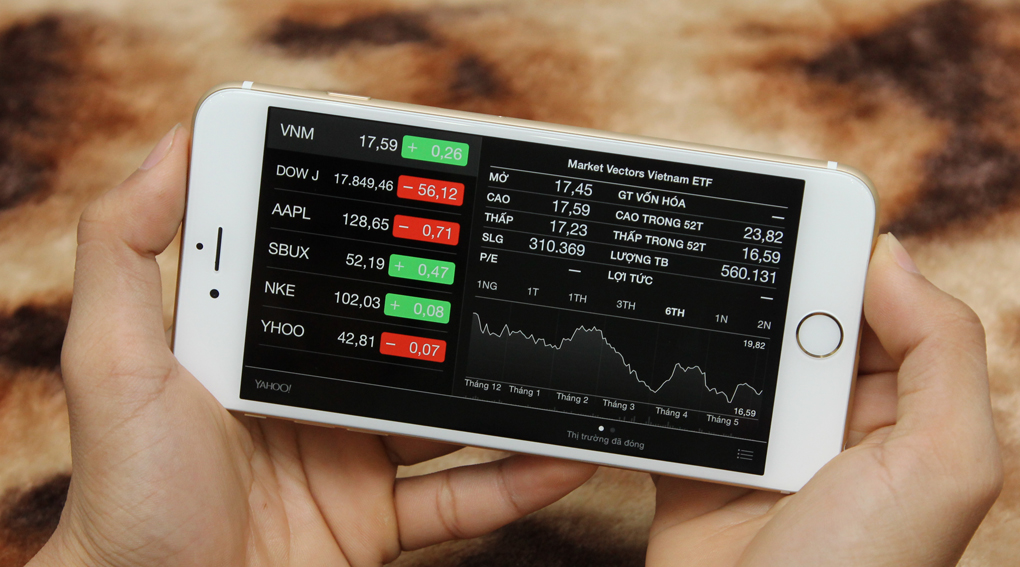 VNM 17,59 + 0,26
DOW J 17.849,46 − 56,12
AAPL 128,65 − 0,71
SBUX 52,19 + 0,47
NKE 102,03 + 0,08
YHOO 42,81 − 0,07
YAHOO!
Market Vectors Vietnam ETF
MỞ 17,45 GT VỐN HÓA —
CAO 17,59 CAO TRONG 52T 23,82
THẤP 17,23 THẤP TRONG 52T 16,59
SLG 310.369 LƯỢNG TB 560.131
P/E — LỢI TỨC —
1NG 1T 1TH 3TH 6TH 1N 2N
19,82
16,59
Tháng 12 Tháng 1 Tháng 2 Tháng 3 Tháng 4 Tháng 5
Thị trường đã đóng